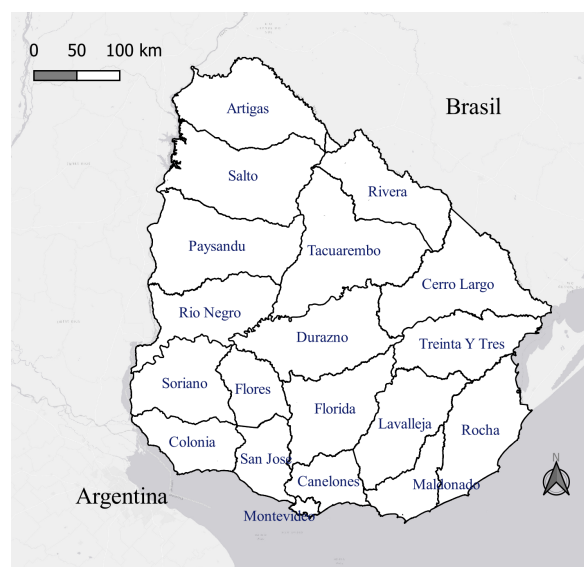 0 50 100 km
Brasil
Artigas
Salto
Rivera
Paysandu
Tacuarembo
Cerro Largo
Rio Negro
Durazno
Treinta Y Tres
Soriano
Flores
Florida
Lavalleja
Rocha
Colonia
San José
Canelones
Maldonado
N
Argentina
Montevideo